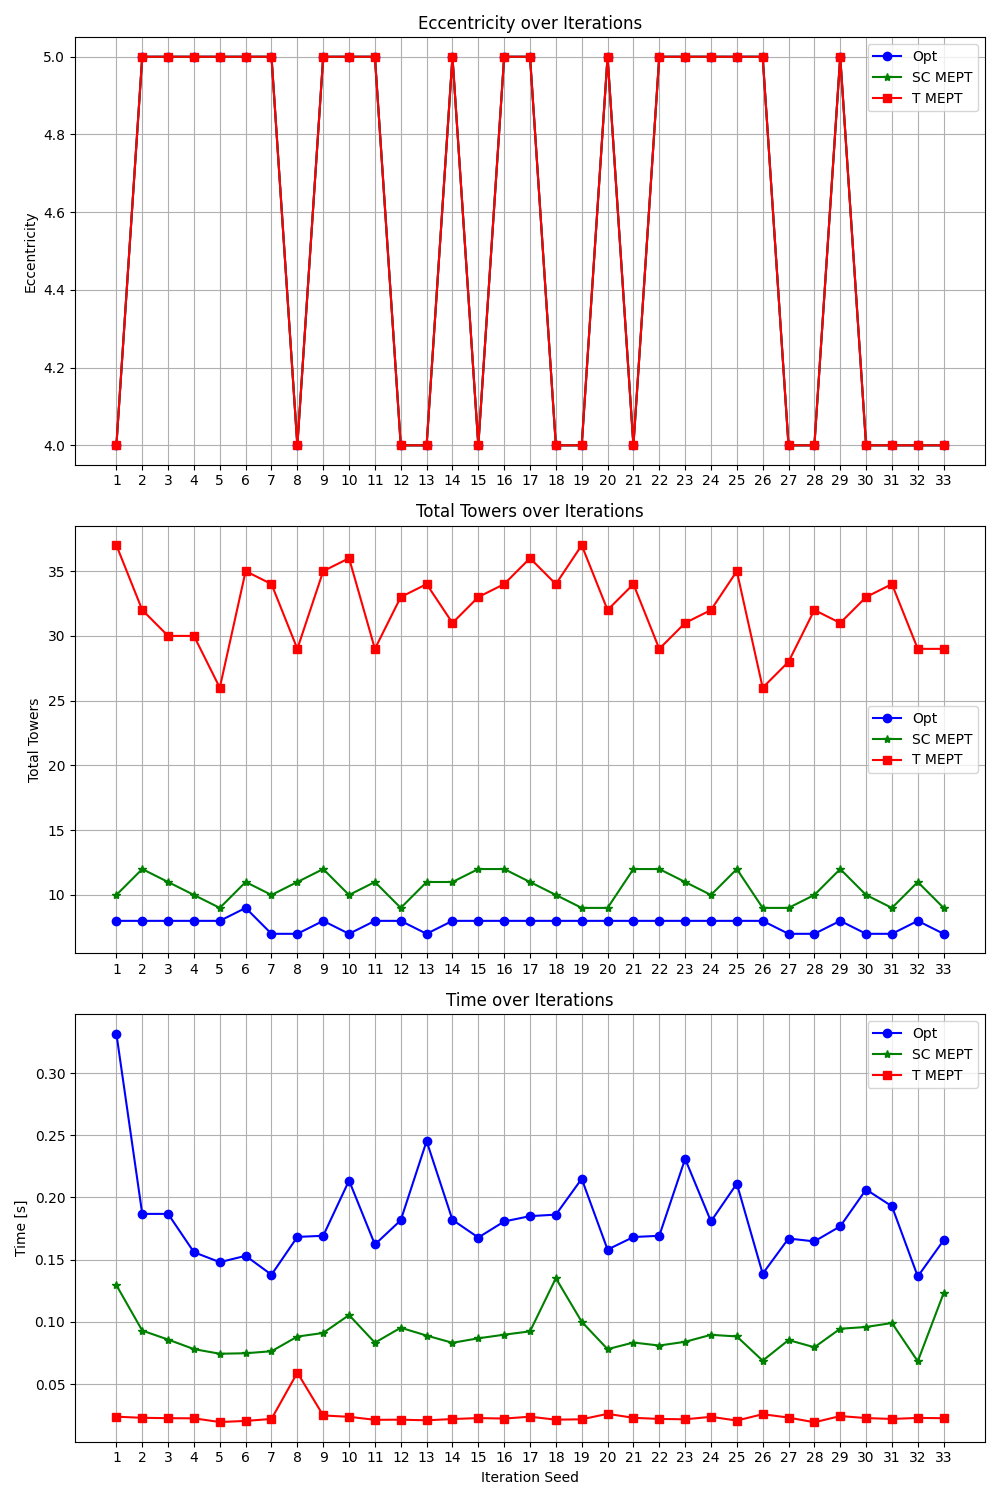 Eccentricity over Iterations
Eccentricity
5.0
4.8
4.6
4.4
4.2
4.0
Opt
SC MEPT
T MEPT
1 2 3 4 5 6 7 8 9 10 11 12 13 14 15 16 17 18 19 20 21 22 23 24 25 26 27 28 29 30 31 32 33
Total Towers over Iterations
Total Towers
35
30
25
20
15
10
Opt
SC MEPT
T MEPT
1 2 3 4 5 6 7 8 9 10 11 12 13 14 15 16 17 18 19 20 21 22 23 24 25 26 27 28 29 30 31 32 33
Time over Iterations
Time [s]
0.30
0.25
0.20
0.15
0.10
0.05
Opt
SC MEPT
T MEPT
1 2 3 4 5 6 7 8 9 10 11 12 13 14 15 16 17 18 19 20 21 22 23 24 25 26 27 28 29 30 31 32 33
Iteration Seed